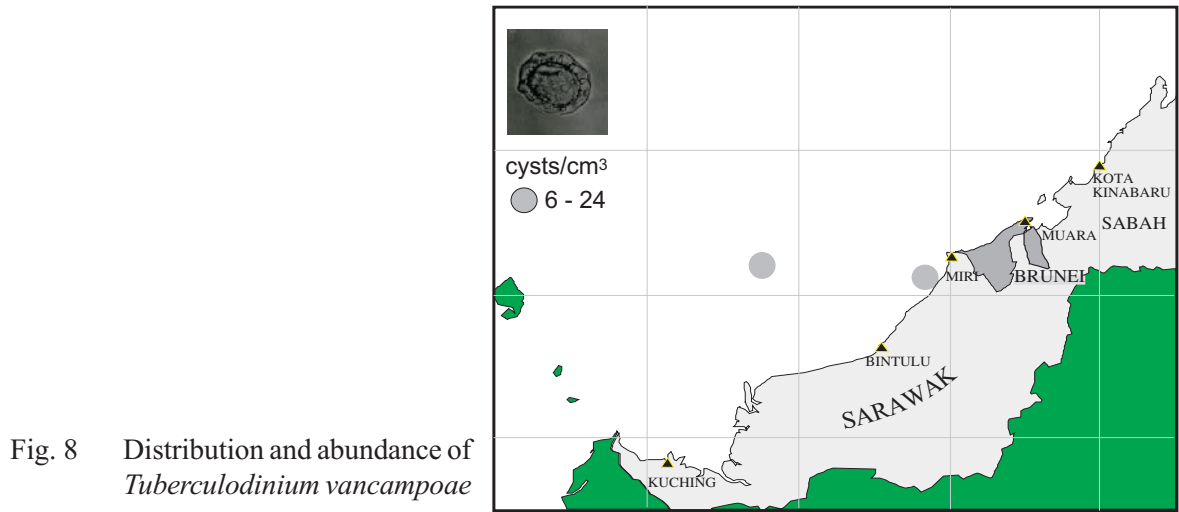 cysts/cm³
6 - 24
KOTA
KINABARU
SABAH
MUARA
MIRI
BRUNEI
BINTULU
SARAWAK
KUCHING
Fig. 8 Distribution and abundance of
Tuberculodinium vancampoae